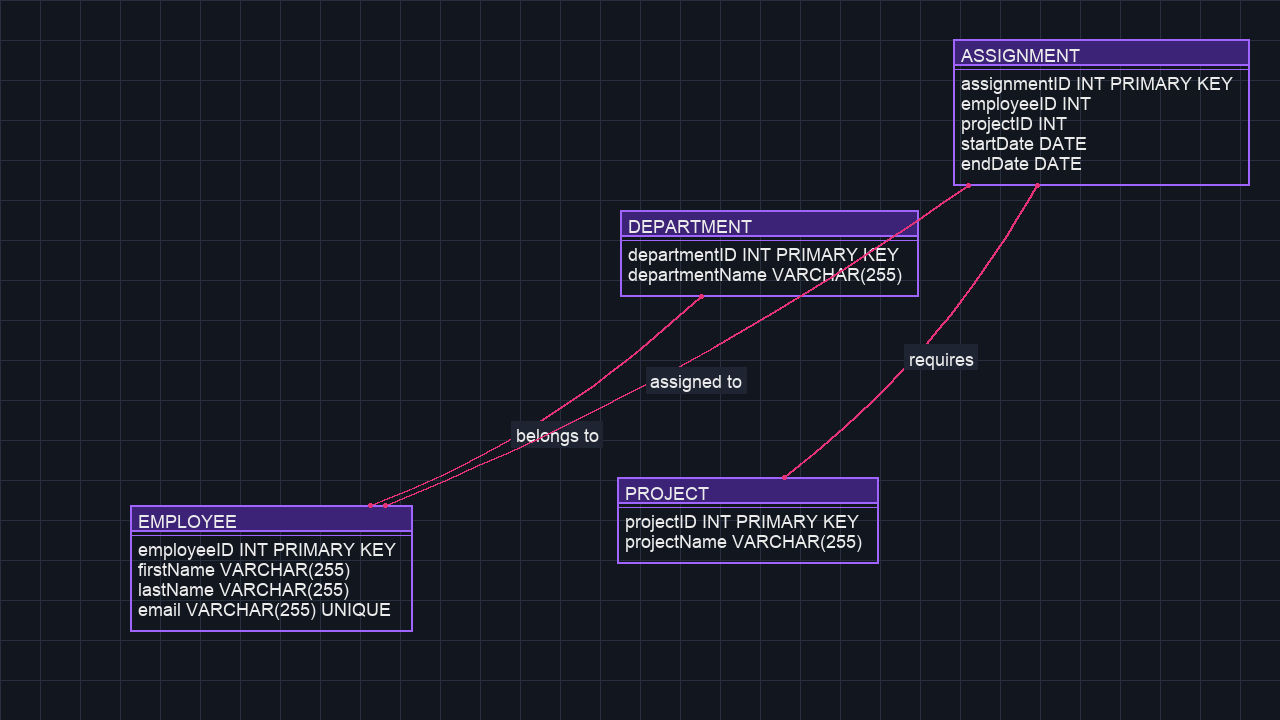 ASSIGNMENT
assignmentID INT PRIMARY KEY
employeeID INT
projectID INT
startDate DATE
endDate DATE
DEPARTMENT
departmentID INT PRIMARY KEY
departmentName VARCHAR(255)
requires
assigned to
belongs to
PROJECT
projectID INT PRIMARY KEY
projectName VARCHAR(255)
EMPLOYEE
employeeID INT PRIMARY KEY
firstName VARCHAR(255)
lastName VARCHAR(255)
email VARCHAR(255) UNIQUE